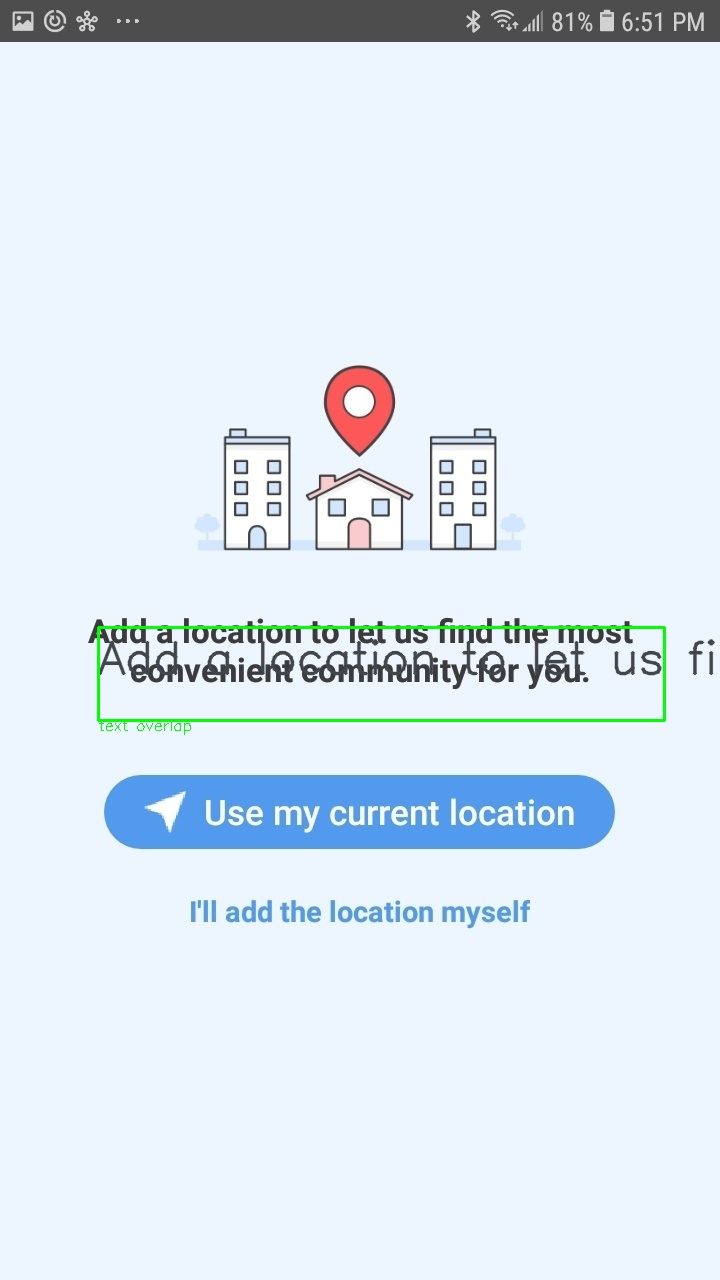 81% 6:51 PM
Add a location to let us find the most
Add a location to let us fi
convenient community for you.
text overlap
Use my current location
I'll add the location myself